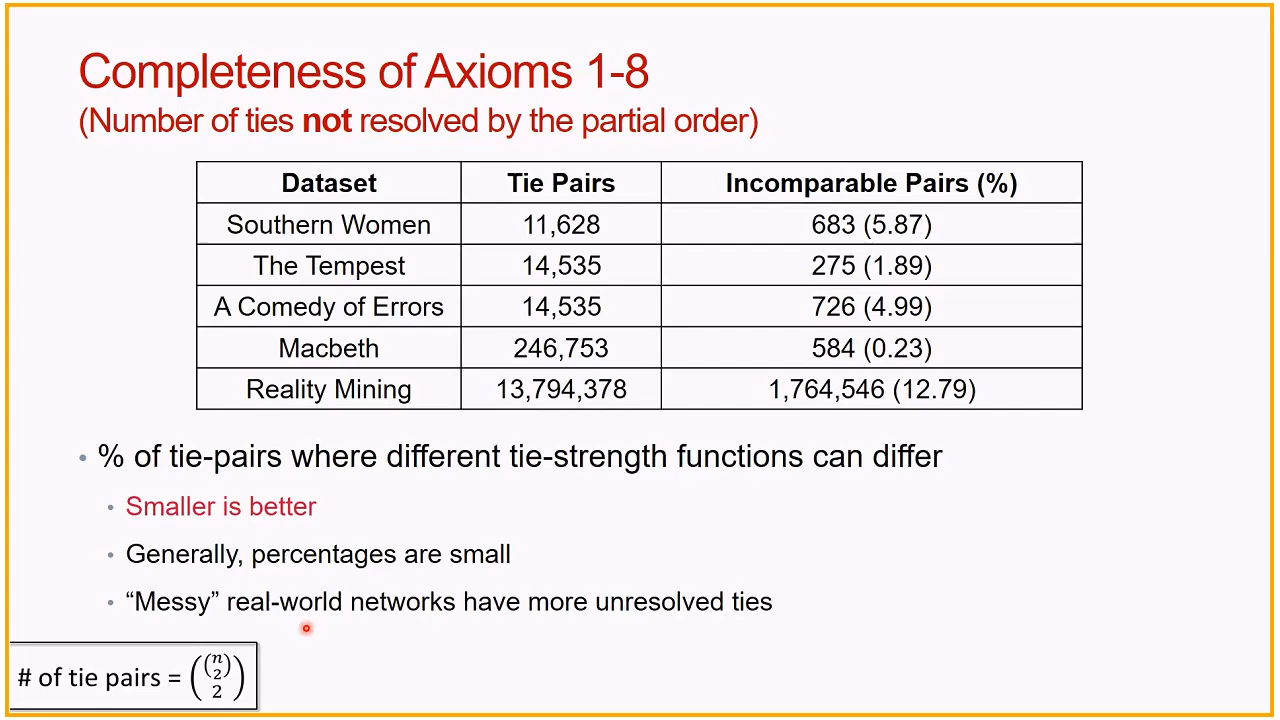 Completeness of Axioms 1-8
(Number of ties not resolved by the partial order)
Dataset Tie Pairs Incomparable Pairs (%)
Southern Women 11,628 683 (5.87)
The Tempest 14,535 275 (1.89)
A Comedy of Errors 14,535 726 (4.99)
Macbeth 246,753 584 (0.23)
Reality Mining 13,794,378 1,764,546 (12.79)
• % of tie-pairs where different tie-strength functions can differ
• Smaller is better
• Generally, percentages are small
• “Messy” real-world networks have more unresolved ties
# of tie pairs = ((n 2) 2)